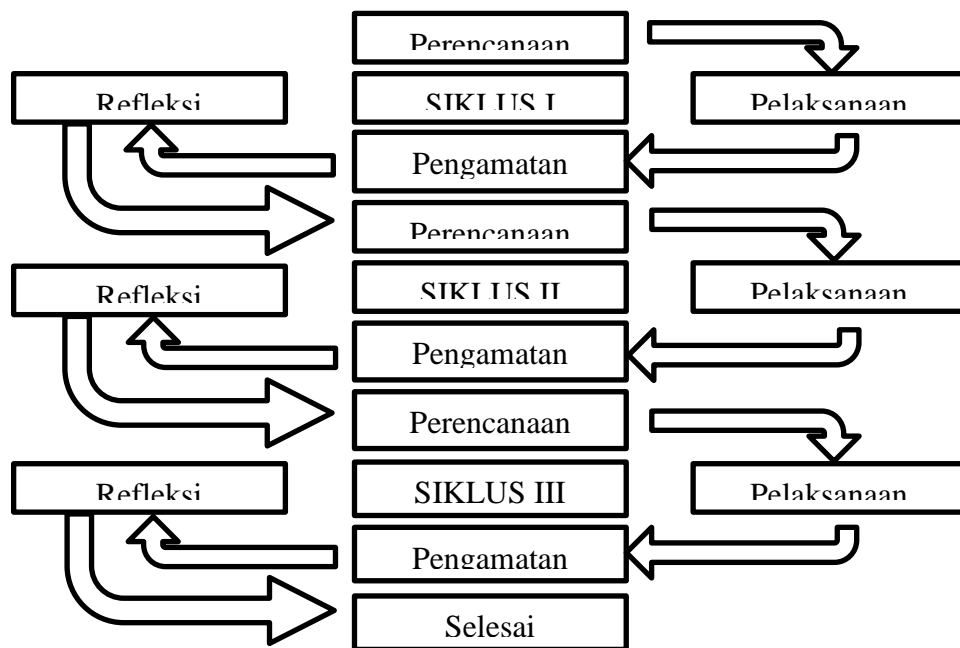 Perencanaan
Refleksi
SIKLUS I
Pelaksanaan
Pengamatan
Perencanaan
Refleksi
SIKLUS II
Pelaksanaan
Pengamatan
Perencanaan
Refleksi
SIKLUS III
Pelaksanaan
Pengamatan
Selesai